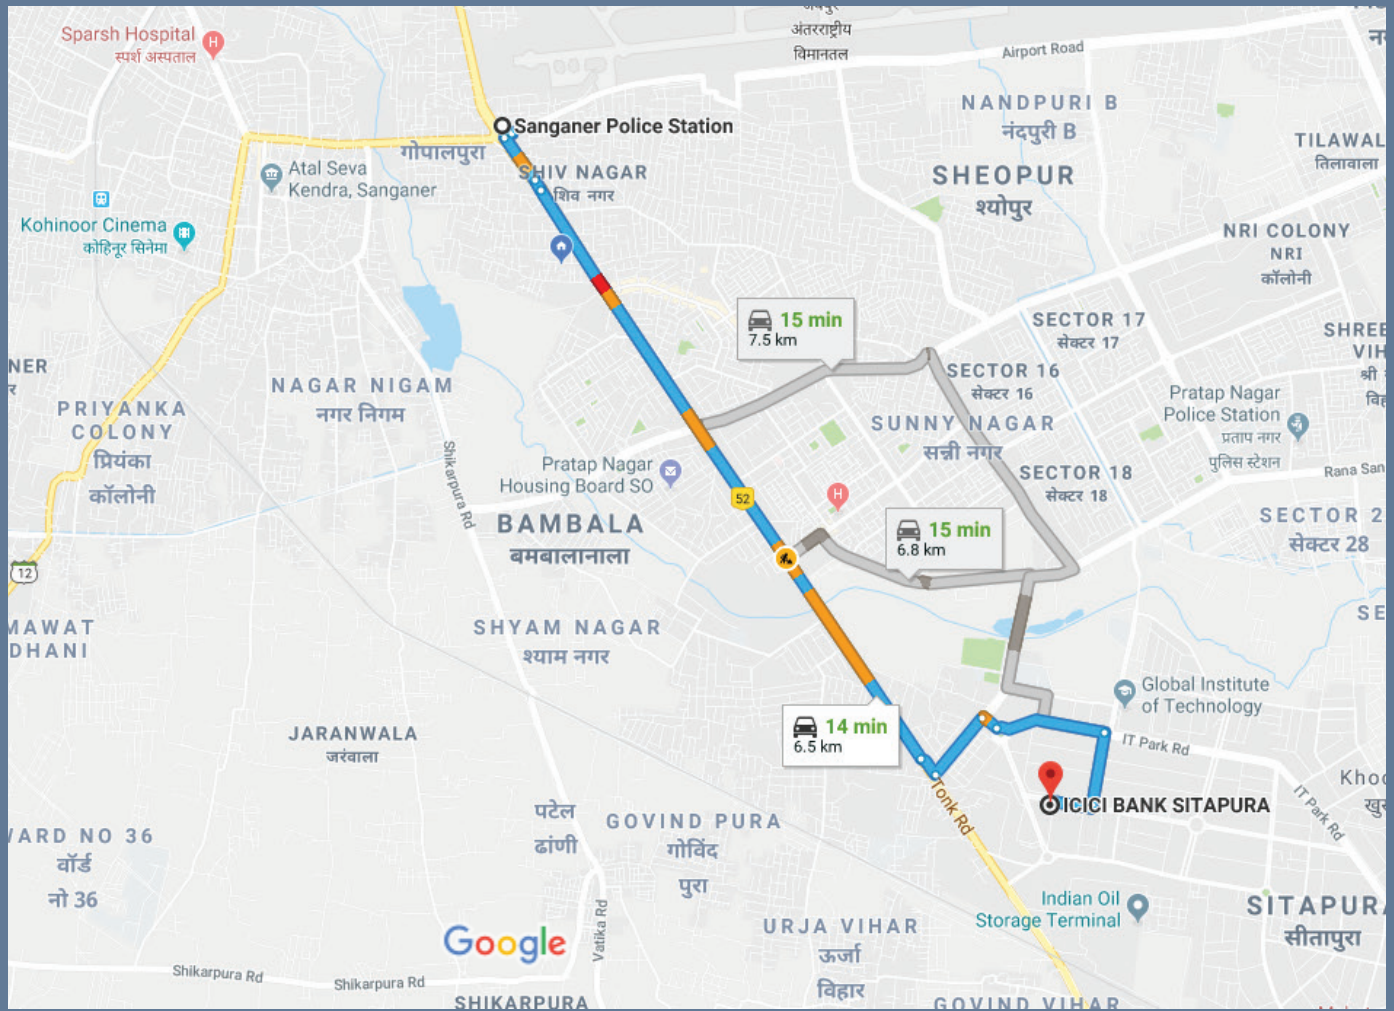 जयपुर
अंतरराष्ट्रीय
विमानतल
Airport Road
Sparsh Hospital
स्पर्श अस्पताल
H
NANDPURI B
नंदपुरी B
Sanganer Police Station
TILAWAL
तिलावाला
गोपालपुरा
Atal Seva
Kendra, Sanganer
SHIV NAGAR
शिव नगर
SHEOPUR
श्योपुर
Kohinoor Cinema
कोहिनूर सिनेमा
NRI COLONY
NRI
कॉलोनी
15 min
7.5 km
SECTOR 17
सेक्टर 17
SHREE
VIH
श्री
विह
NER
र
NAGAR NIGAM
नगर निगम
SECTOR 16
सेक्टर 16
PRIYANKA
COLONY
प्रियंका
कॉलोनी
SUNNY NAGAR
सन्नी नगर
Pratap Nagar
Police Station
प्रताप नगर
पुलिस स्टेशन
Shikarpura Rd
Pratap Nagar
Housing Board SO
SECTOR 18
सेक्टर 18
Rana San
52
H
BAMBALA
बमबालानाला
15 min
6.8 km
SECTOR 2
सेक्टर 28
12
MAWAT
DHANI
SHYAM NAGAR
श्याम नगर
SE
Global Institute
of Technology
14 min
6.5 km
JARANWALA
जरंवाला
IT Park Rd
Khoo
खुर
ICICI BANK SITAPURA
Tonk Rd
IT Park Rd
पटेल
ढांणी
GOVIND PURA
गोविंद
पुरा
WARD NO 36
वॉर्ड
नो 36
Indian Oil
Storage Terminal
SITAPURA
सीतापुरा
Google
Vatika Rd
URJA VIHAR
ऊर्जा
विहार
Shikarpura Rd
Shikarpura Rd
SHIKARPURA
GOVIND VIHAR